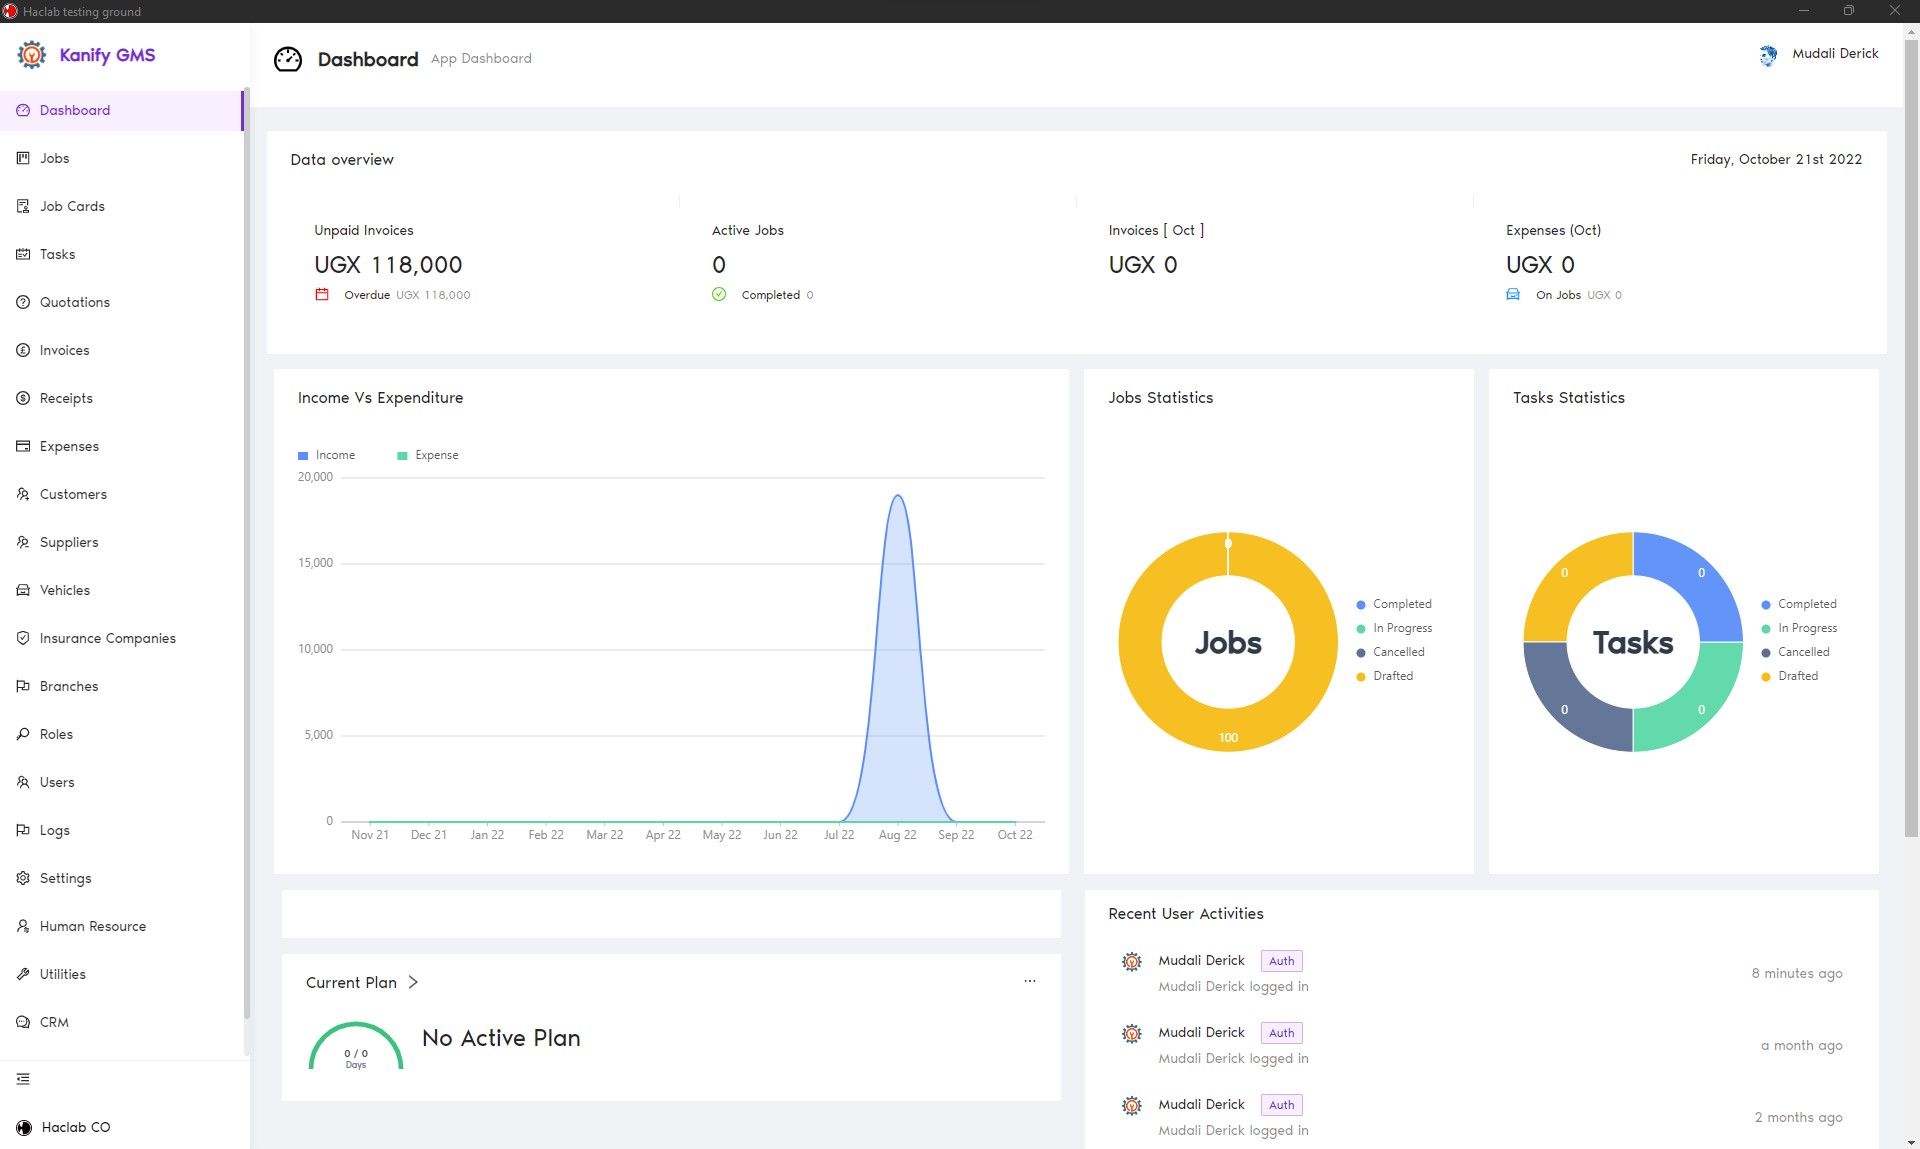 Haclab testing ground
Kanify GMS
Dashboard
Jobs
Job Cards
Tasks
Quotations
Invoices
Receipts
Expenses
Customers
Suppliers
Vehicles
Insurance Companies
Branches
Roles
Users
Logs
Settings
Human Resource
Utilities
CRM
Haclab CO
Dashboard App Dashboard
Mudali Derick
Data overview
Friday, October 21st 2022
Unpaid Invoices
UGX 118,000
Overdue UGX 118,000
Active Jobs
0
Completed 0
Invoices [ Oct ]
UGX 0
Expenses (Oct)
UGX 0
On Jobs UGX 0
Income Vs Expenditure
Income Expense
20,000
15,000
10,000
5,000
0
Nov 21 Dec 21 Jan 22 Feb 22 Mar 22 Apr 22 May 22 Jun 22 Jul 22 Aug 22 Sep 22 Oct 22
Jobs Statistics
0
Jobs
100
Completed
In Progress
Cancelled
Drafted
Tasks Statistics
0 0
Tasks
0 0
Completed
In Progress
Cancelled
Drafted
Current Plan
0 / 0
Days
No Active Plan
Recent User Activities
Mudali Derick Auth
Mudali Derick logged in
8 minutes ago
Mudali Derick Auth
Mudali Derick logged in
a month ago
Mudali Derick Auth
Mudali Derick logged in
2 months ago